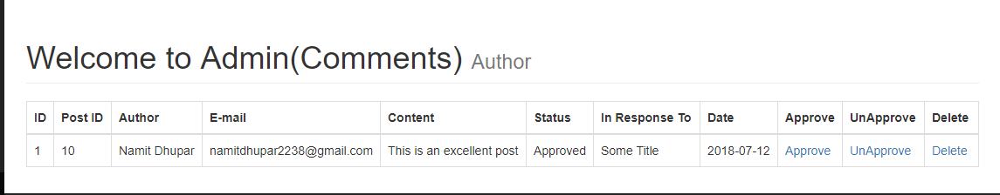 Welcome to Admin(Comments) Author
ID Post ID Author E-mail Content Status In Response To Date Approve UnApprove Delete
1 10 Namit Dhupar namitdhupar2238@gmail.com This is an excellent post Approved Some Title 2018-07-12 Approve UnApprove Delete